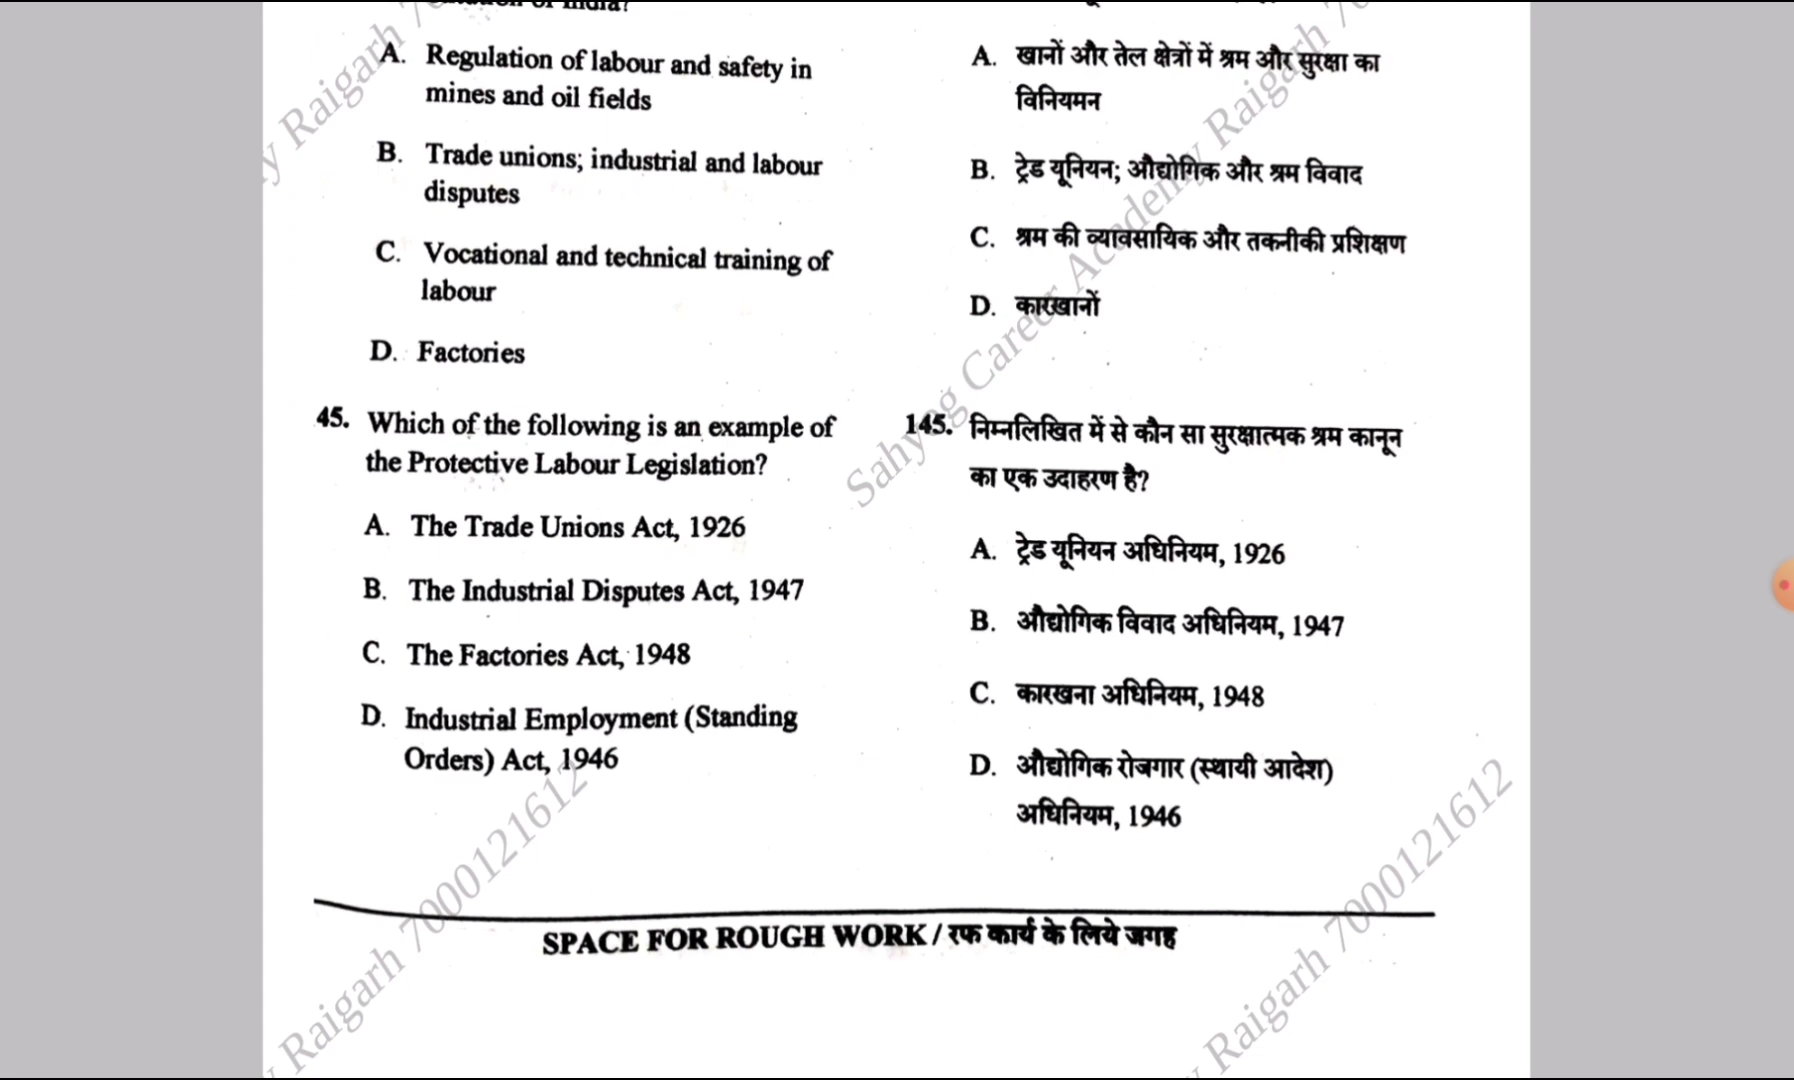 of India?
A. Regulation of labour and safety in
mines and oil fields
B. Trade unions; industrial and labour
disputes
C. Vocational and technical training of
labour
D. Factories
45. Which of the following is an example of
the Protective Labour Legislation?
A. The Trade Unions Act, 1926
B. The Industrial Disputes Act, 1947
C. The Factories Act, 1948
D. Industrial Employment (Standing
Orders) Act, 1946
A. खानों और तेल क्षेत्रों में श्रम और सुरक्षा का
विनियमन
B. ट्रेड यूनियन; औद्योगिक और श्रम विवाद
C. श्रम की व्यावसायिक और तकनीकी प्रशिक्षण
D. कारखानों
145. निम्नलिखित में से कौन सा सुरक्षात्मक श्रम कानून
का एक उदाहरण है?
A. ट्रेड यूनियन अधिनियम, 1926
B. औद्योगिक विवाद अधिनियम, 1947
C. कारखना अधिनियम, 1948
D. औद्योगिक रोजगार (स्थायी आदेश)
अधिनियम, 1946
SPACE FOR ROUGH WORK / रफ कार्य के लिये जगह
y Raigarh 7
Sahyog Career Academy Raigarh 7
Raigarh 7000121612
Raigarh 7000121612